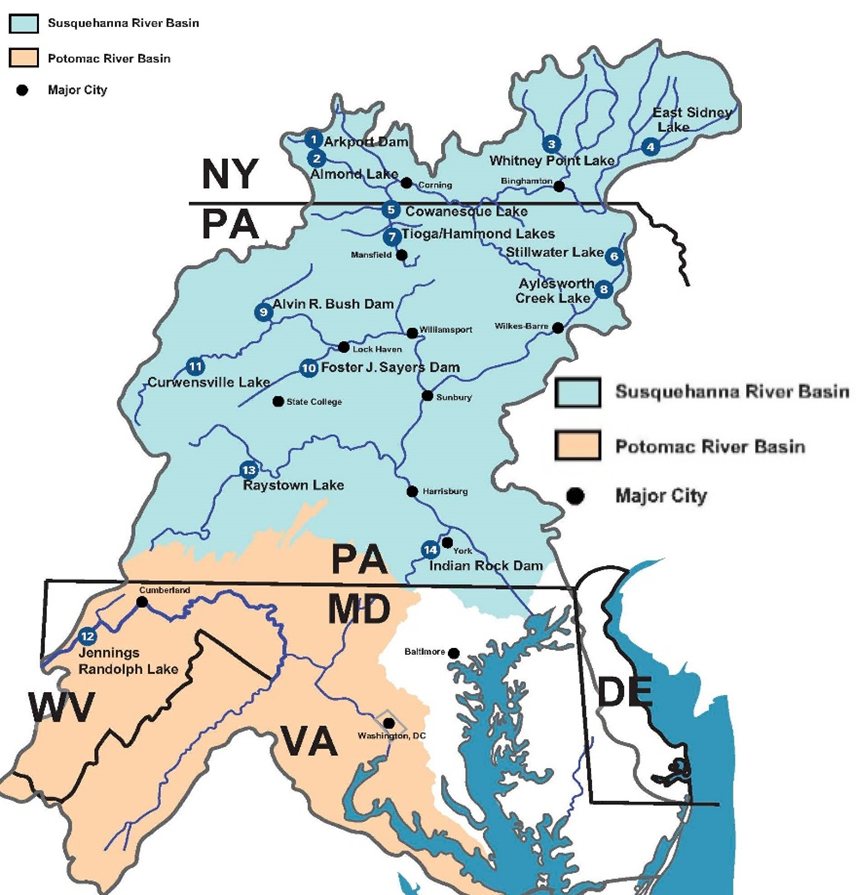 Susquehanna River Basin
Potomac River Basin
Major City
East Sidney
Lake
1
Arkport Dam
3
4
2
Whitney Point Lake
NY
Almond Lake
Corning
Binghamton
5
Cowanesque Lake
PA
7
Tioga/Hammond Lakes
Mansfield
Stillwater Lake
6
Aylesworth
Creek Lake
8
Alvin R. Bush Dam
9
Williamsport
Wilkes-Barre
Lock Haven
11
10
Foster J. Sayers Dam
Curwensville Lake
State College
Sunbury
Susquehanna River Basin
Potomac River Basin
Major City
13
Raystown Lake
Harrisburg
PA
14
York
Indian Rock Dam
Cumberland
MD
12
Jennings
Randolph Lake
Baltimore
WV
DE
VA
Washington, DC